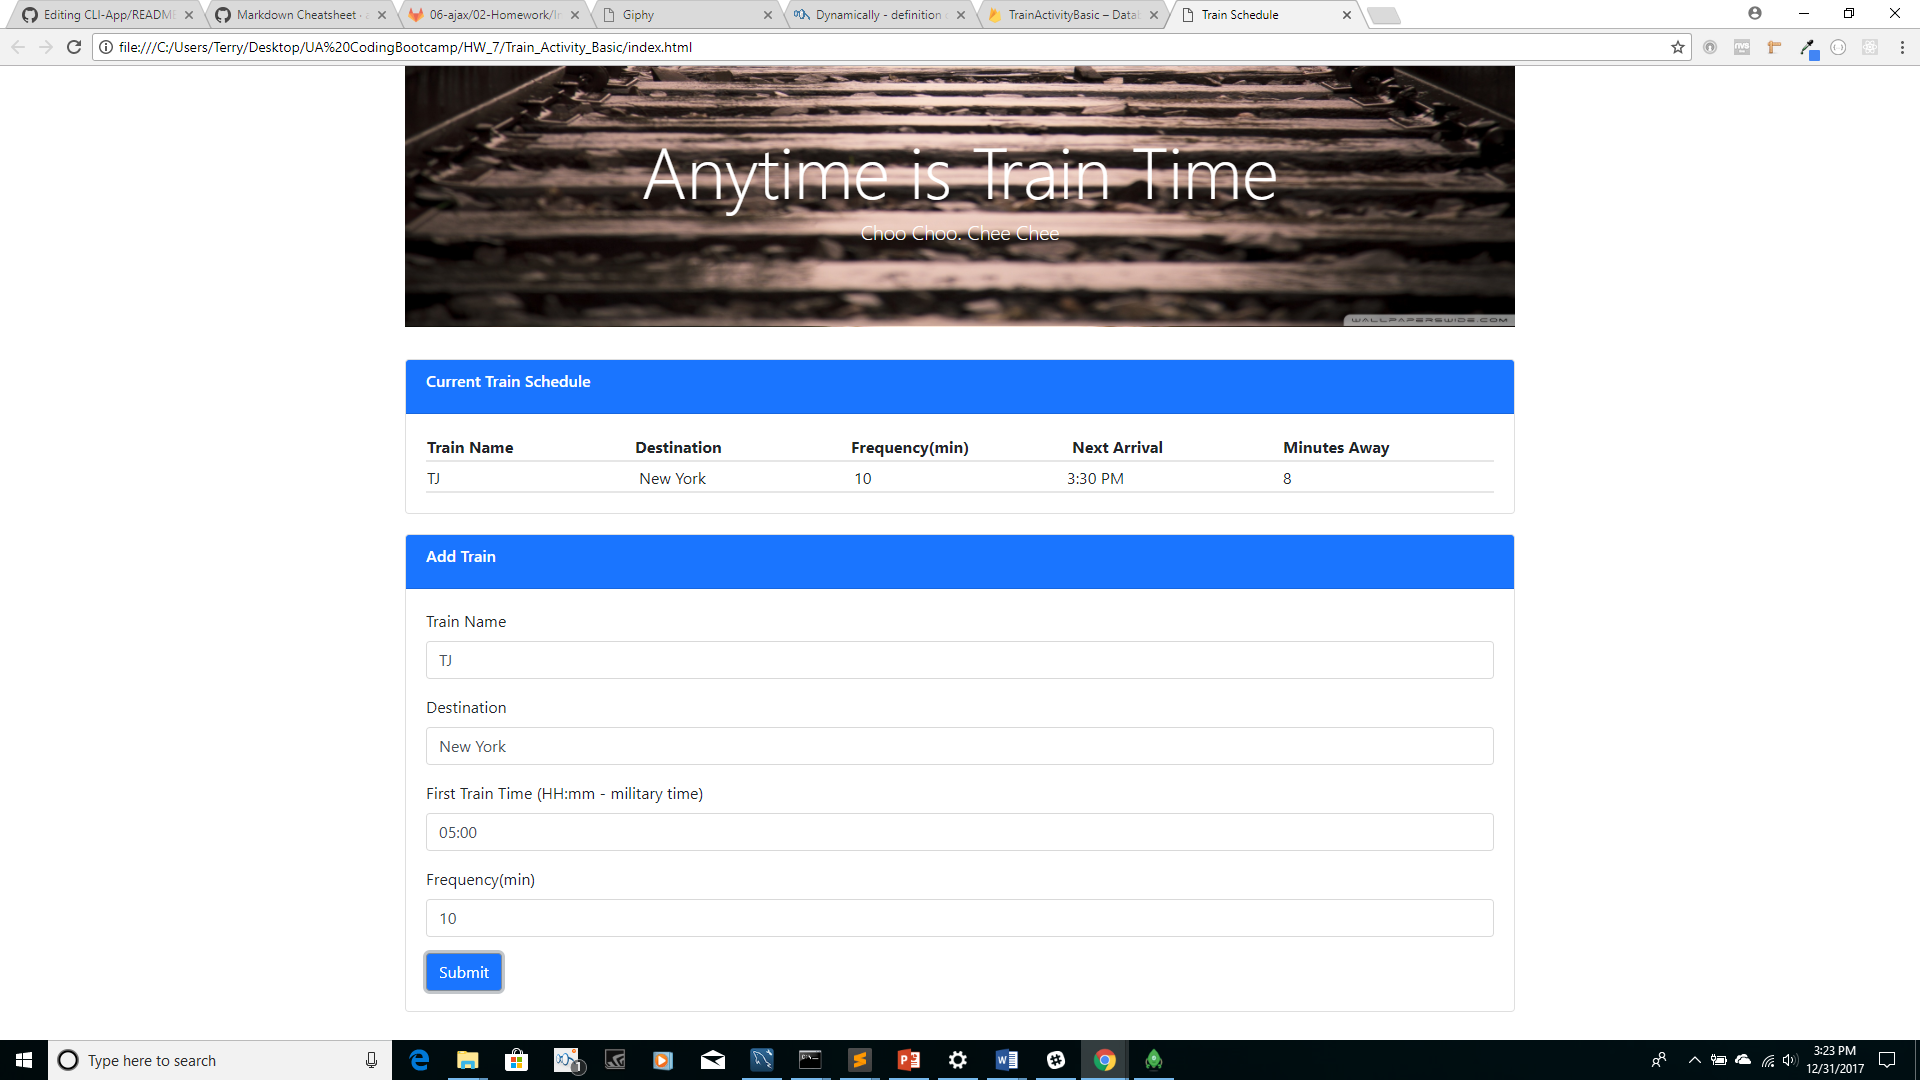 Editing CLI-App/README
Markdown Cheatsheet
06-ajax/02-Homework/In
Giphy
Dynamically - definition
TrainActivityBasic – Datab
Train Schedule
file:///C:/Users/Terry/Desktop/UA%20CodingBootcamp/HW_7/Train_Activity_Basic/index.html
Anytime is Train Time
Choo Choo. Chee Chee
WALLPAPERSWIDE.COM
Current Train Schedule
Train Name Destination Frequency(min) Next Arrival Minutes Away
TJ New York 10 3:30 PM 8
Add Train
Train Name
TJ
Destination
New York
First Train Time (HH:mm - military time)
05:00
Frequency(min)
10
Submit
Type here to search
1
3:23 PM
12/31/2017